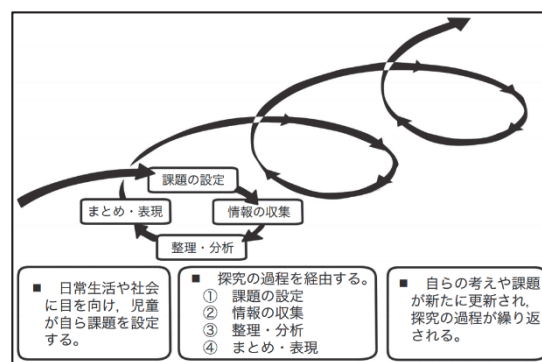 課題の設定
まとめ・表現
情報の収集
整理・分析
■ 日常生活や社会
に目を向け，児童
が自ら課題を設定
する。
■ 探究の過程を経由する。
① 課題の設定
② 情報の収集
③ 整理・分析
④ まとめ・表現
■ 自らの考えや課題
が新たに更新され，
探究の過程が繰り返
される。